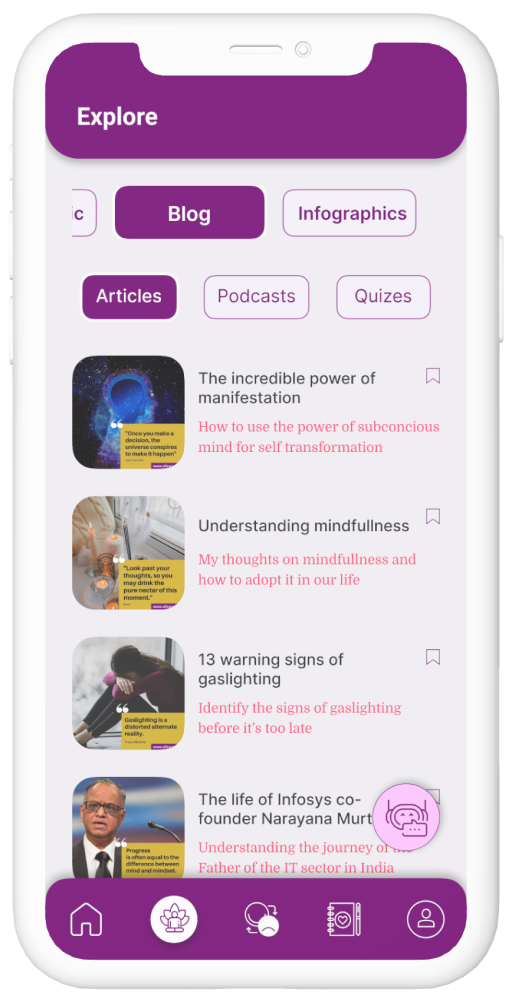 Explore
ic
Blog
Infographics
Articles
Podcasts
Quizes
The incredible power of
manifestation
How to use the power of subconcious
mind for self transformation
“Once you make a
decision, the
universe conspires
to make it happen”
Understanding mindfullness
My thoughts on mindfullness and
how to adopt it in our life
“Look past your
thoughts, so you
may drink the
pure nectar of this
moment.”
13 warning signs of
gaslighting
Identify the signs of gaslighting
before it’s too late
Gaslighting is a
distorted alternate
reality.
The life of Infosys co-
founder Narayana Murt
Understanding the journey of the
Father of the IT sector in India
Progress
is often equal to the
difference between
mind and mindset.